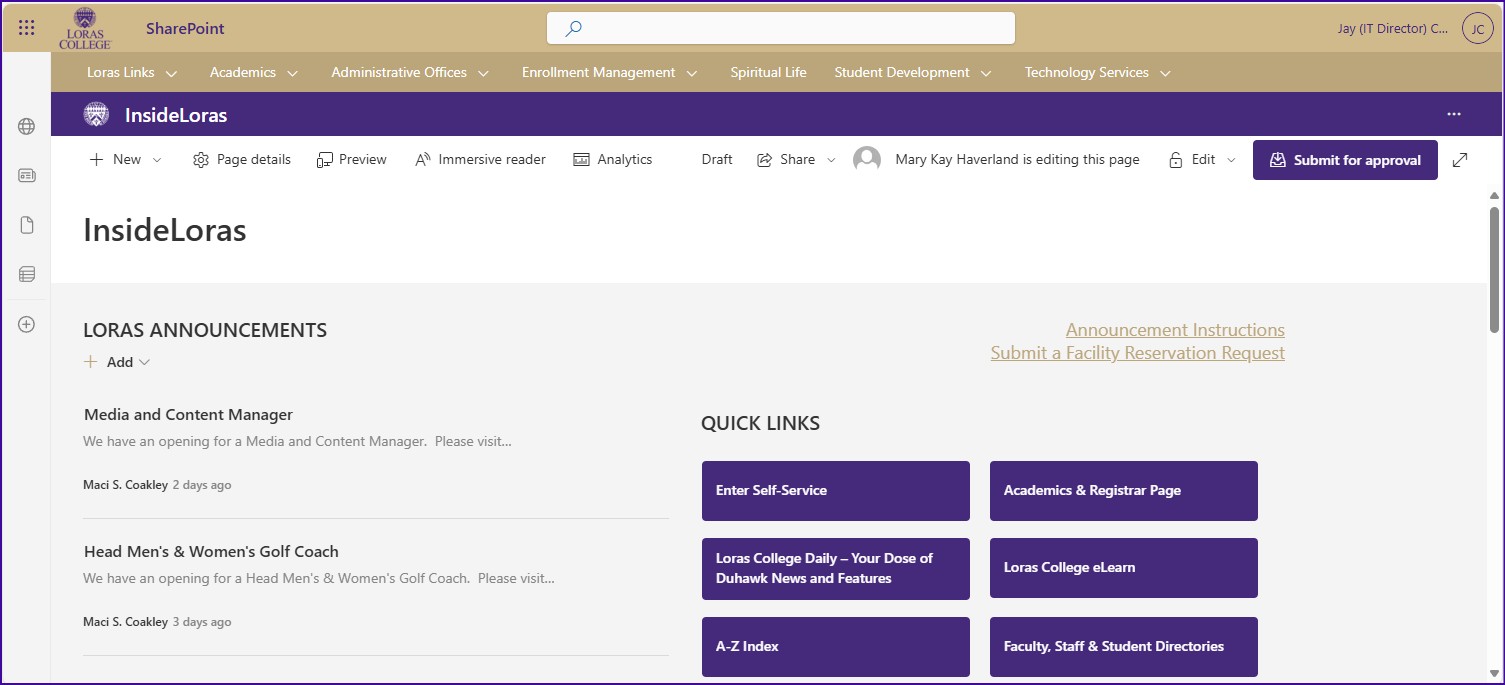 LORAS
COLLEGE
SharePoint
Jay (IT Director) C...
JC
Loras Links
Academics
Administrative Offices
Enrollment Management
Spiritual Life
Student Development
Technology Services
InsideLoras
...
New
Page details
Preview
Immersive reader
Analytics
Draft
Share
Mary Kay Haverland is editing this page
Edit
Submit for approval
InsideLoras
LORAS ANNOUNCEMENTS
Add
Announcement Instructions
Submit a Facility Reservation Request
Media and Content Manager
We have an opening for a Media and Content Manager.  Please visit...
Maci S. Coakley 2 days ago
Head Men's & Women's Golf Coach
We have an opening for a Head Men's & Women's Golf Coach.  Please visit...
Maci S. Coakley 3 days ago
QUICK LINKS
Enter Self-Service
Academics & Registrar Page
Loras College Daily – Your Dose of
Duhawk News and Features
Loras College eLearn
A-Z Index
Faculty, Staff & Student Directories